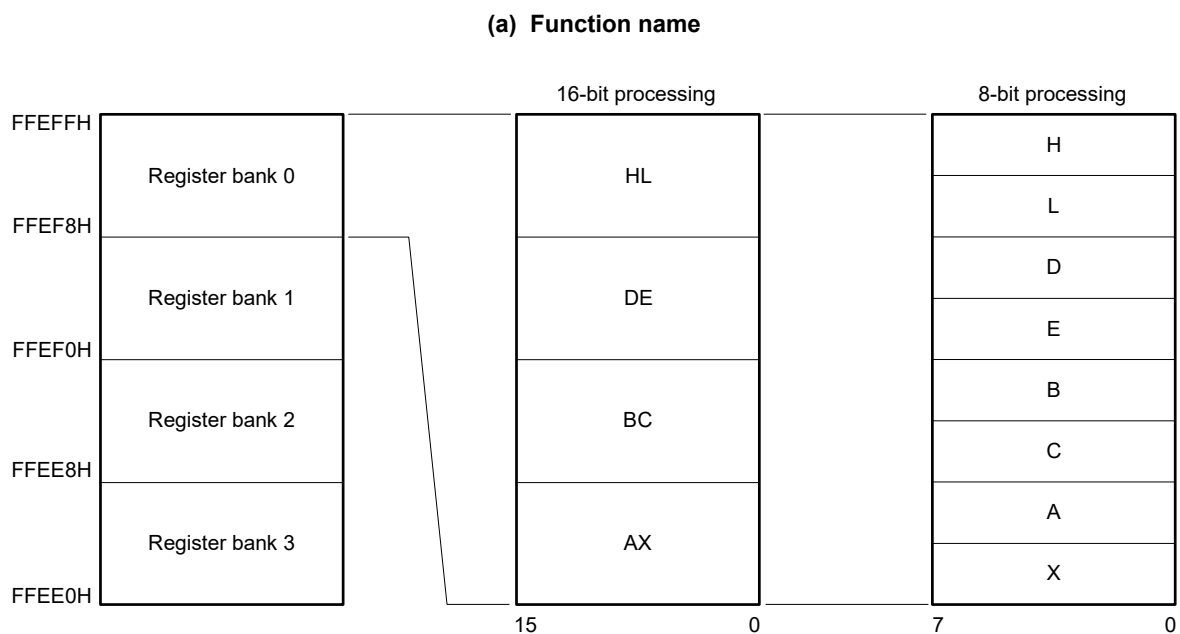 (a) Function name
16-bit processing
8-bit processing
FFEFFH
Register bank 0
HL
H
L
FFEF8H
Register bank 1
DE
D
E
FFEF0H
Register bank 2
BC
B
C
FFEE8H
Register bank 3
AX
A
X
FFEE0H
15 0
7 0